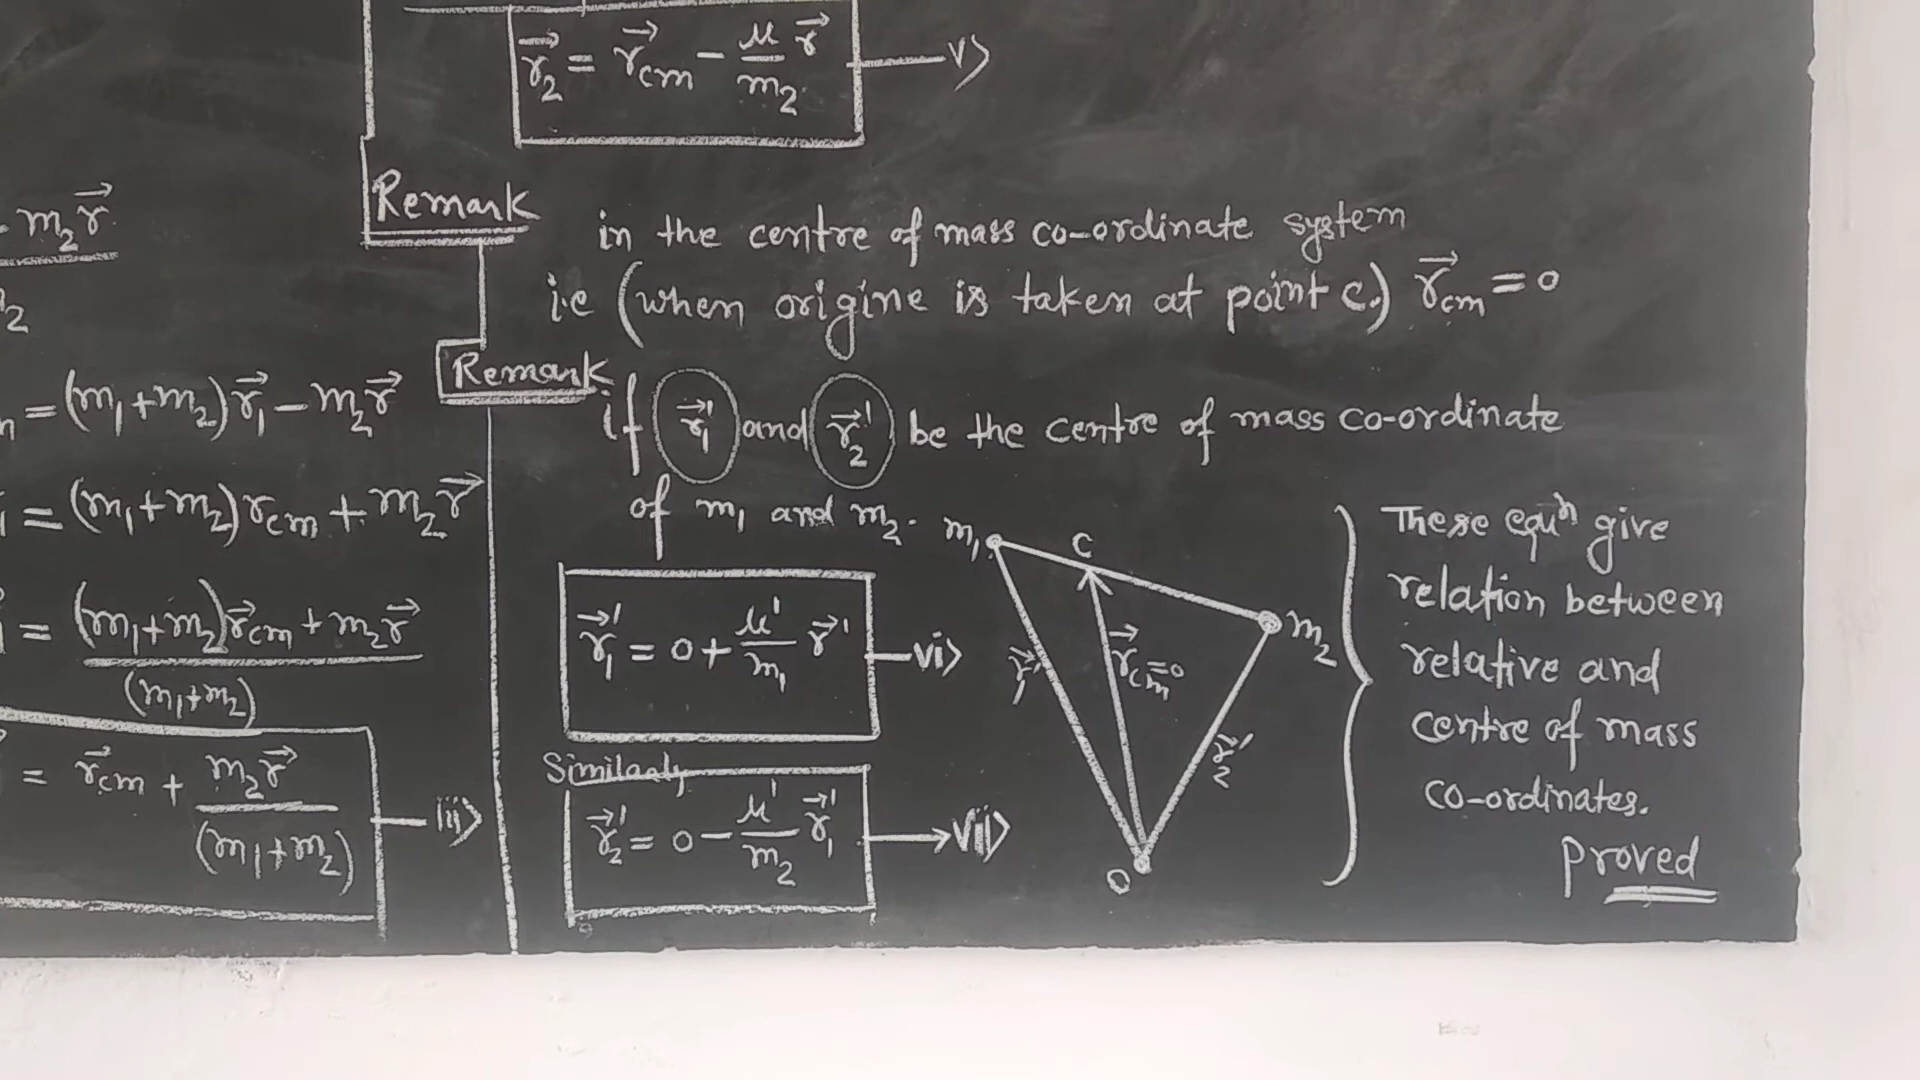 r⃗₂ = r⃗cm − μ/m₂ r⃗ —v>
m₂r⃗
= (m₁+m₂)r⃗₁ − m₂r⃗
= (m₁+m₂)rcm + m₂r⃗
= (m₁+m₂)r⃗cm + m₂r⃗ / (m₁+m₂)
= r⃗cm + m₂r⃗ / (m₁+m₂) —iii>
Remark
in the centre of mass co-ordinate system
i.e (when origine is taken at point c.) r⃗cm = 0
Remark
if r⃗₁' and r⃗₂' be the centre of mass co-ordinate
of m₁ and m₂.
r⃗₁' = 0 + μ'/m₁ r⃗' —vi>
Similarly
r⃗₂' = 0 − μ'/m₂ r⃗₁' →vii>
m₁
C
m₂
r⃗₁'
r⃗cm=0
r⃗₂'
O
These equⁿ give
relation between
relative and
centre of mass
co-ordinates.
proved